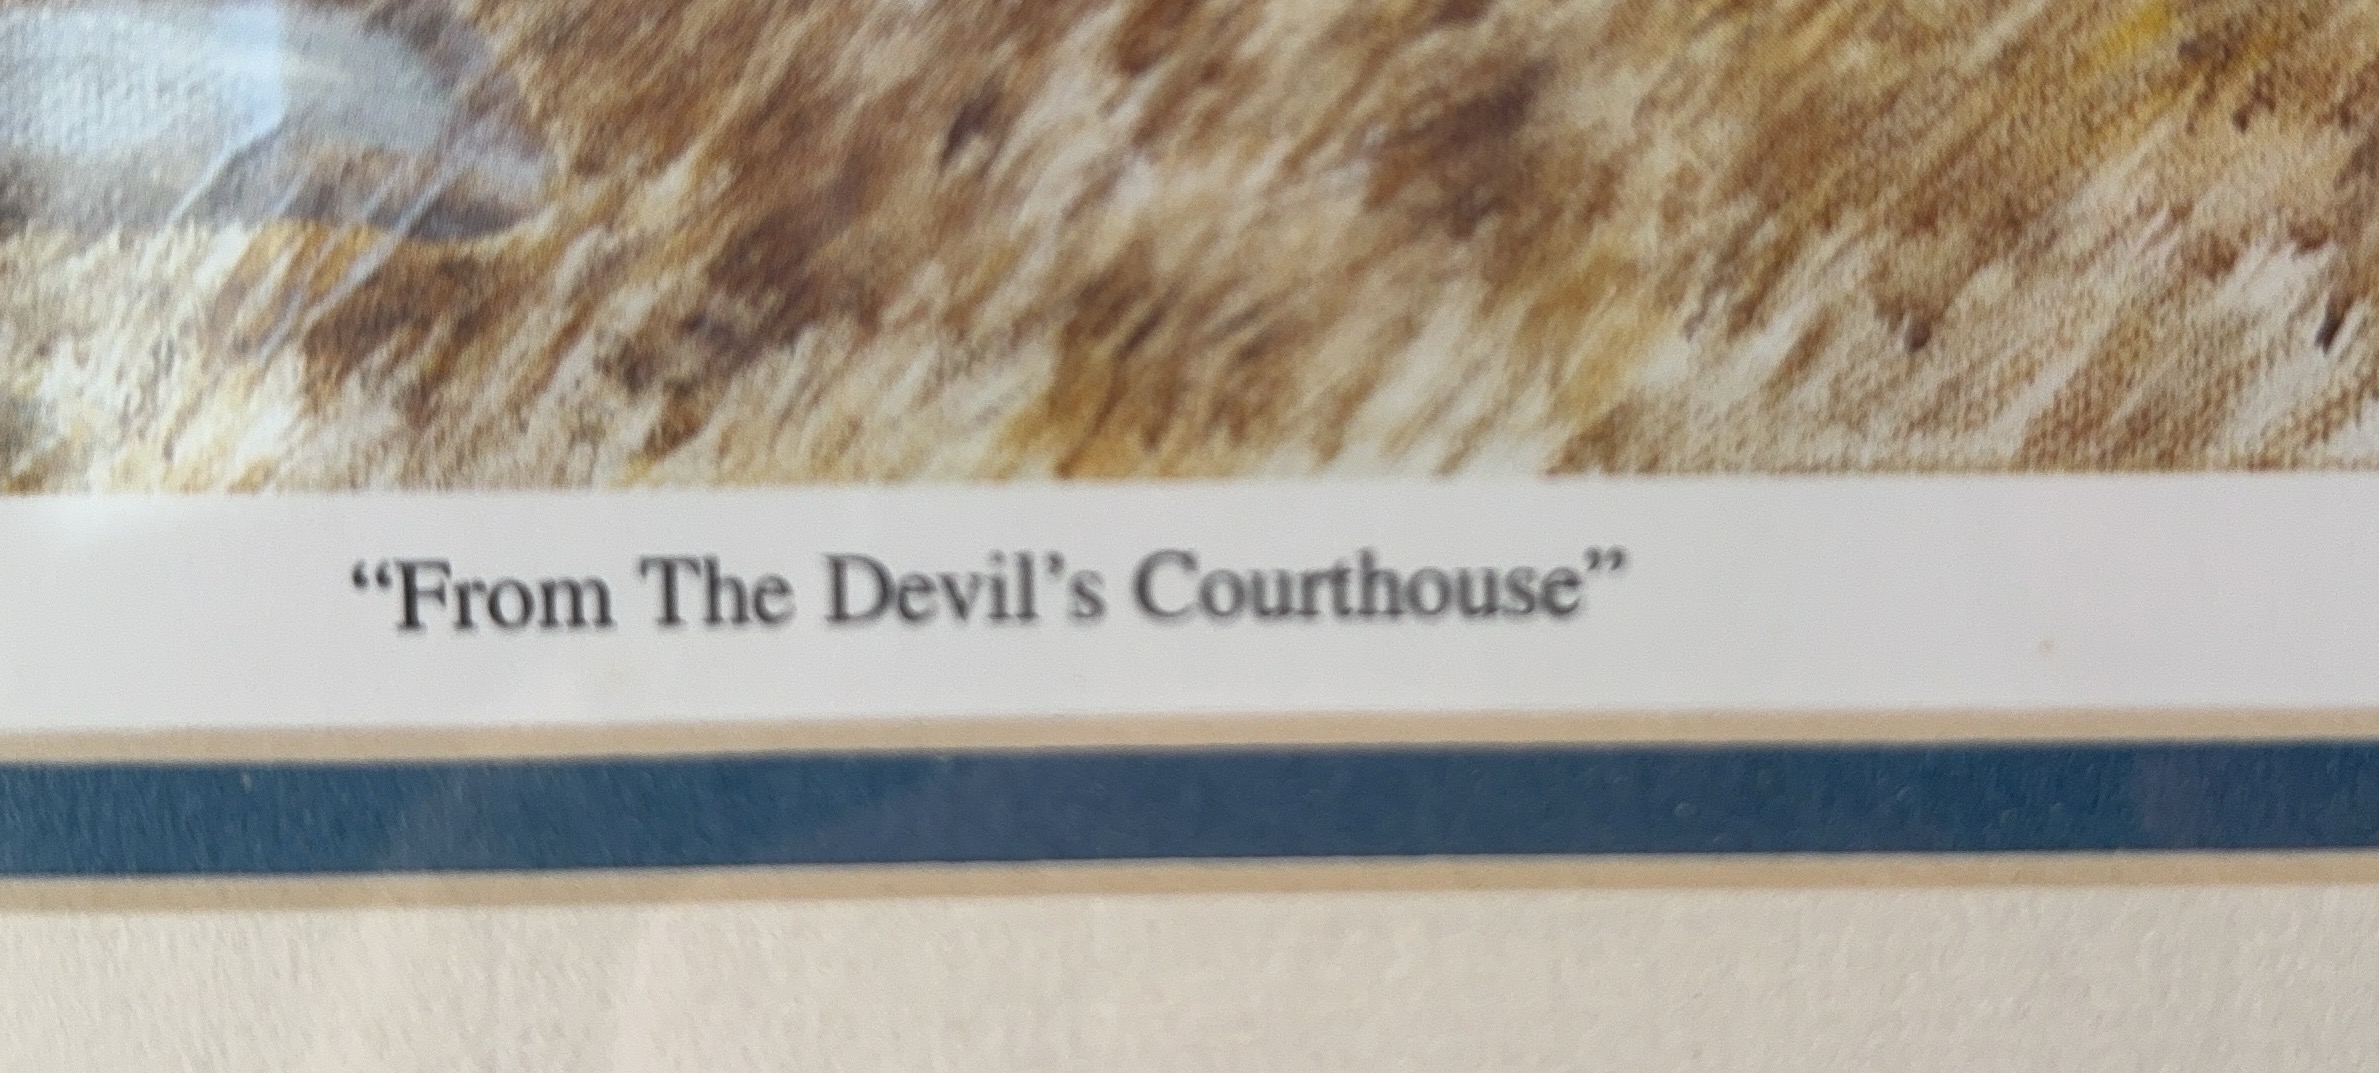 “From The Devil’s Courthouse”